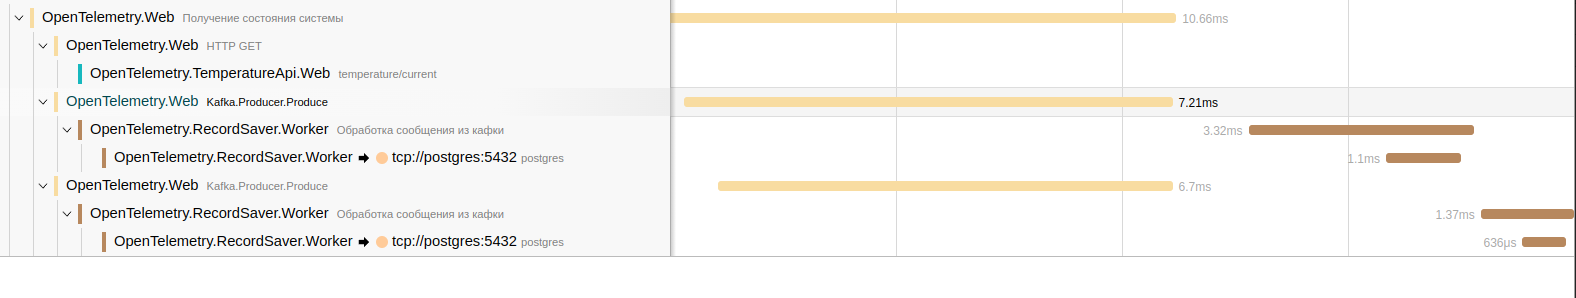 OpenTelemetry.Web Получение состояния системы 10.66ms
OpenTelemetry.Web HTTP GET
OpenTelemetry.TemperatureApi.Web temperature/current
OpenTelemetry.Web Kafka.Producer.Produce 7.21ms
OpenTelemetry.RecordSaver.Worker Обработка сообщения из кафки 3.32ms
OpenTelemetry.RecordSaver.Worker ➡ tcp://postgres:5432 postgres 1.1ms
OpenTelemetry.Web Kafka.Producer.Produce 6.7ms
OpenTelemetry.RecordSaver.Worker Обработка сообщения из кафки 1.37ms
OpenTelemetry.RecordSaver.Worker ➡ tcp://postgres:5432 postgres 636μs